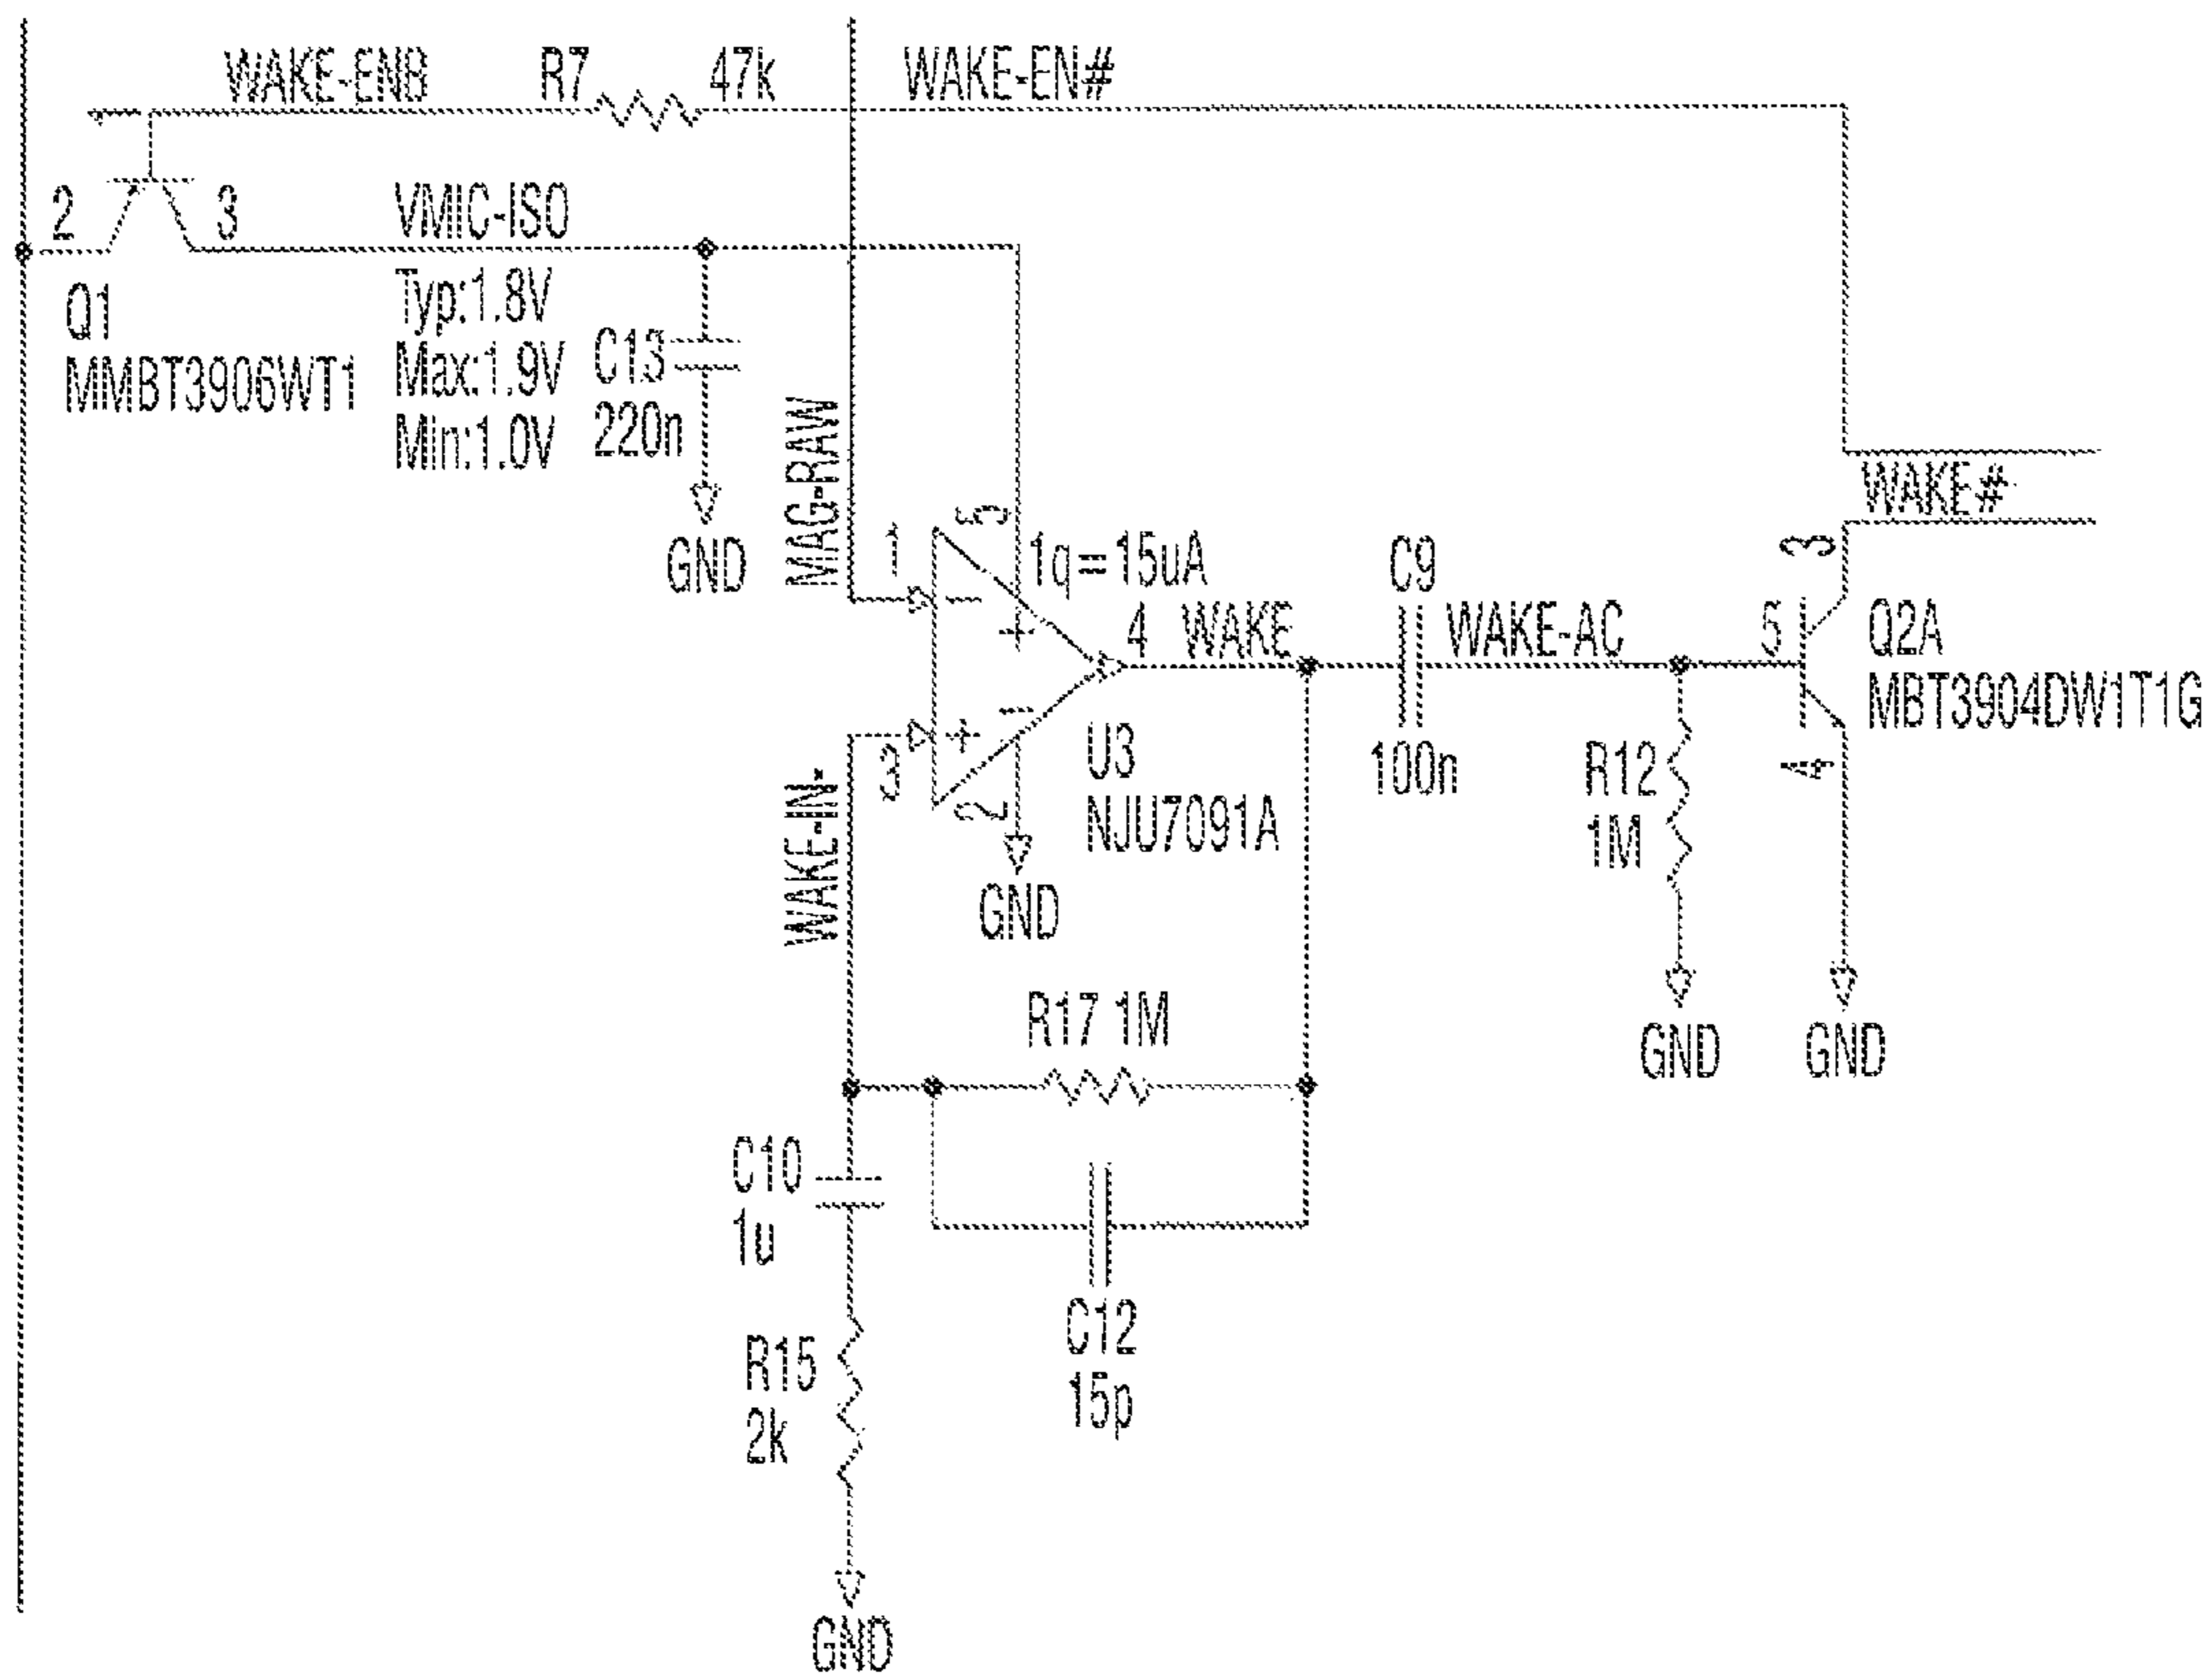 WAKE-ENB R7 47k WAKE-EN#
2 3 VMIC-ISO
Q1
MMBT3906WT1
Typ:1.8V
Max:1.9V
Min:1.0V
C13
220n
GND
MAG-RAW
1
5
1q=15uA
4 WAKE
C9
100n
WAKE-AC
WAKE#
3
5
4
Q2A
MBT3904DW1T1G
R12
1M
GND
GND
- +
+ -
3
2
U3
NJU7091A
GND
WAKE-IN-
R17 1M
C10
1u
C12
15p
R15
2k
GND